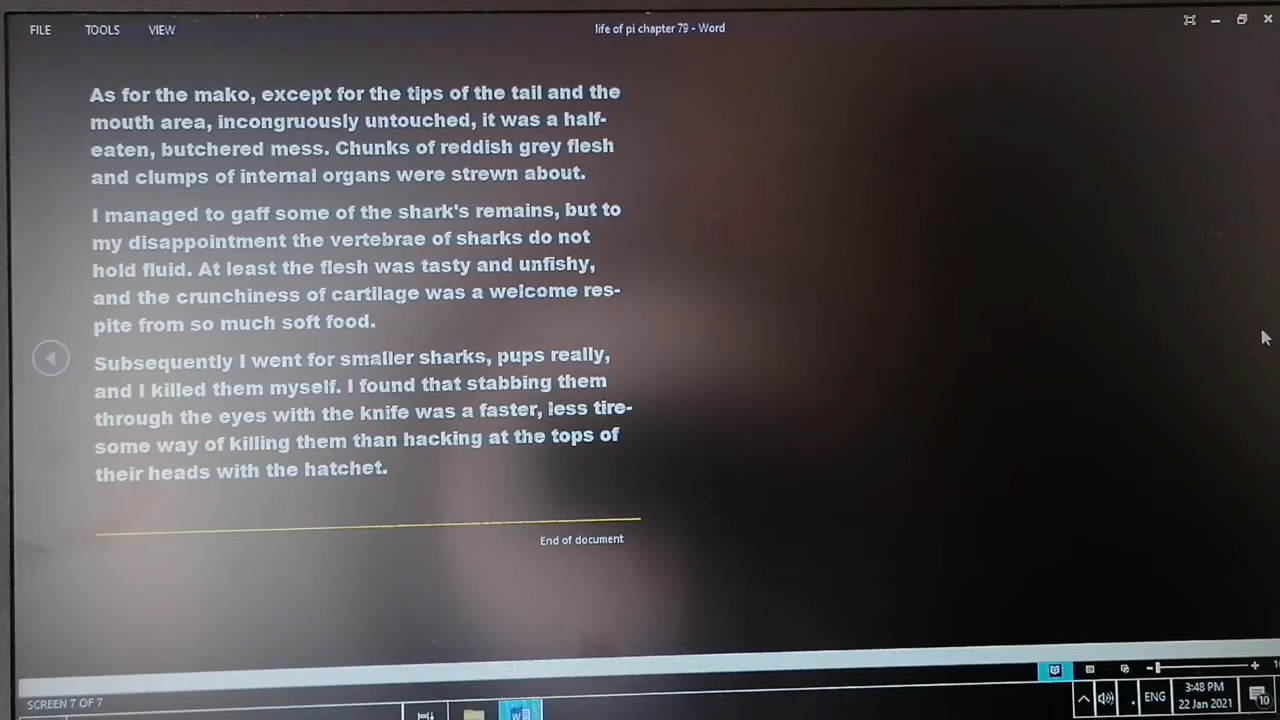 FILE TOOLS VIEW life of pi chapter 79 - Word
As for the mako, except for the tips of the tail and the
mouth area, incongruously untouched, it was a half-
eaten, butchered mess. Chunks of reddish grey flesh
and clumps of internal organs were strewn about.
I managed to gaff some of the shark's remains, but to
my disappointment the vertebrae of sharks do not
hold fluid. At least the flesh was tasty and unfishy,
and the crunchiness of cartilage was a welcome res-
pite from so much soft food.
Subsequently I went for smaller sharks, pups really,
and I killed them myself. I found that stabbing them
through the eyes with the knife was a faster, less tire-
some way of killing them than hacking at the tops of
their heads with the hatchet.
End of document
SCREEN 7 OF 7
ENG
3:48 PM
22 Jan 2021
10